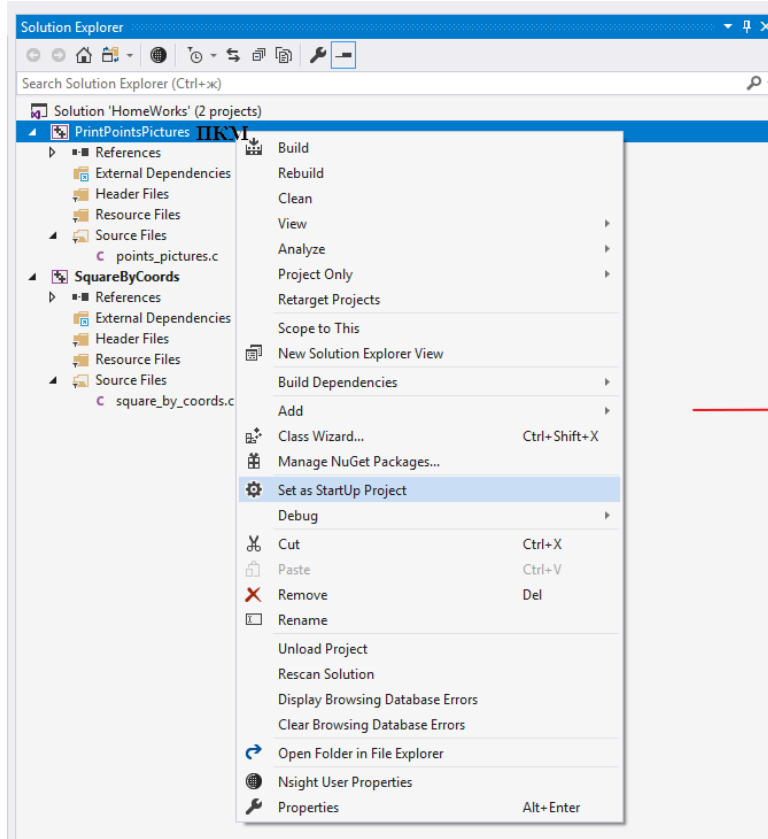 Solution Explorer
Search Solution Explorer (Ctrl+ж)
Solution 'HomeWorks' (2 projects)
PrintPointsPictures ПКМ
References
External Dependencies
Header Files
Resource Files
Source Files
points_pictures.c
SquareByCoords
References
External Dependencies
Header Files
Resource Files
Source Files
square_by_coords.c
Build
Rebuild
Clean
View
Analyze
Project Only
Retarget Projects
Scope to This
New Solution Explorer View
Build Dependencies
Add
Class Wizard... Ctrl+Shift+X
Manage NuGet Packages...
Set as StartUp Project
Debug
Cut Ctrl+X
Paste Ctrl+V
Remove Del
Rename
Unload Project
Rescan Solution
Display Browsing Database Errors
Clear Browsing Database Errors
Open Folder in File Explorer
Nsight User Properties
Properties Alt+Enter